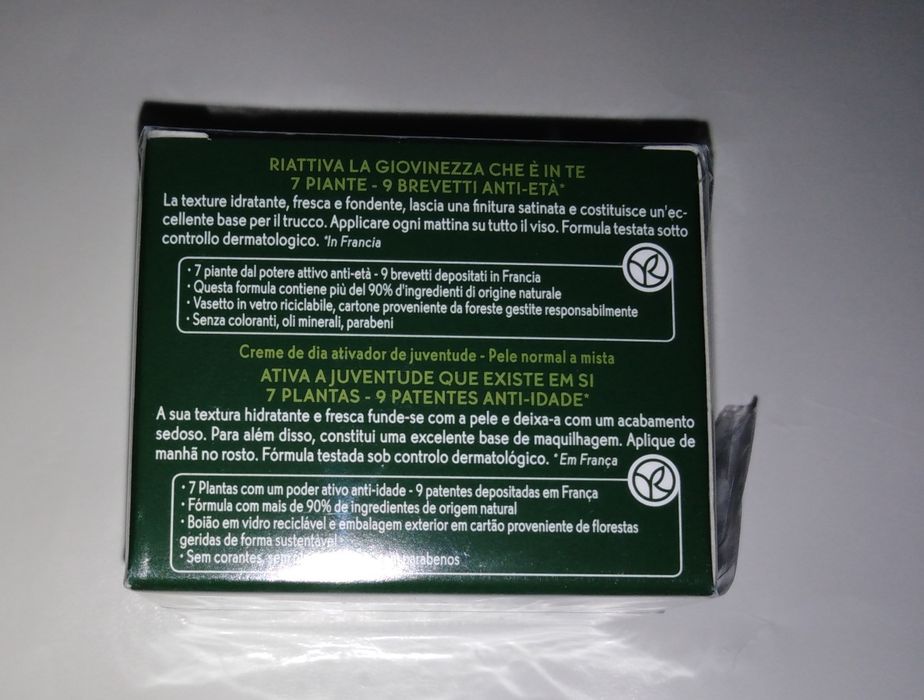 RIATTIVA LA GIOVINEZZA CHE È IN TE
7 PIANTE - 9 BREVETTI ANTI-ETÀ*
La texture idratante, fresca e fondente, lascia una finitura satinata e costituisce un'ec-
cellente base per il trucco. Applicare ogni mattina su tutto il viso. Formula testata sotto
controllo dermatologico. *In Francia
• 7 piante dal potere attivo anti-età - 9 brevetti depositati in Francia
• Questa formula contiene più del 90% d'ingredienti di origine naturale
• Vasetto in vetro riciclabile, cartone proveniente da foreste gestite responsabilmente
• Senza coloranti, oli minerali, parabeni
Creme de dia ativador de juventude - Pele normal a mista
ATIVA A JUVENTUDE QUE EXISTE EM SI
7 PLANTAS - 9 PATENTES ANTI-IDADE*
A sua textura hidratante e fresca funde-se com a pele e deixa-a com um acabamento
sedoso. Para além disso, constitui uma excelente base de maquilhagem. Aplique de
manhã no rosto. Fórmula testada sob controlo dermatológico. *Em França
• 7 Plantas com um poder ativo anti-idade - 9 patentes depositadas em França
• Fórmula com mais de 90% de ingredientes de origem natural
• Boião em vidro reciclável e embalagem exterior em cartão proveniente de florestas
geridas de forma sustentável
• Sem corantes, sem parabenos